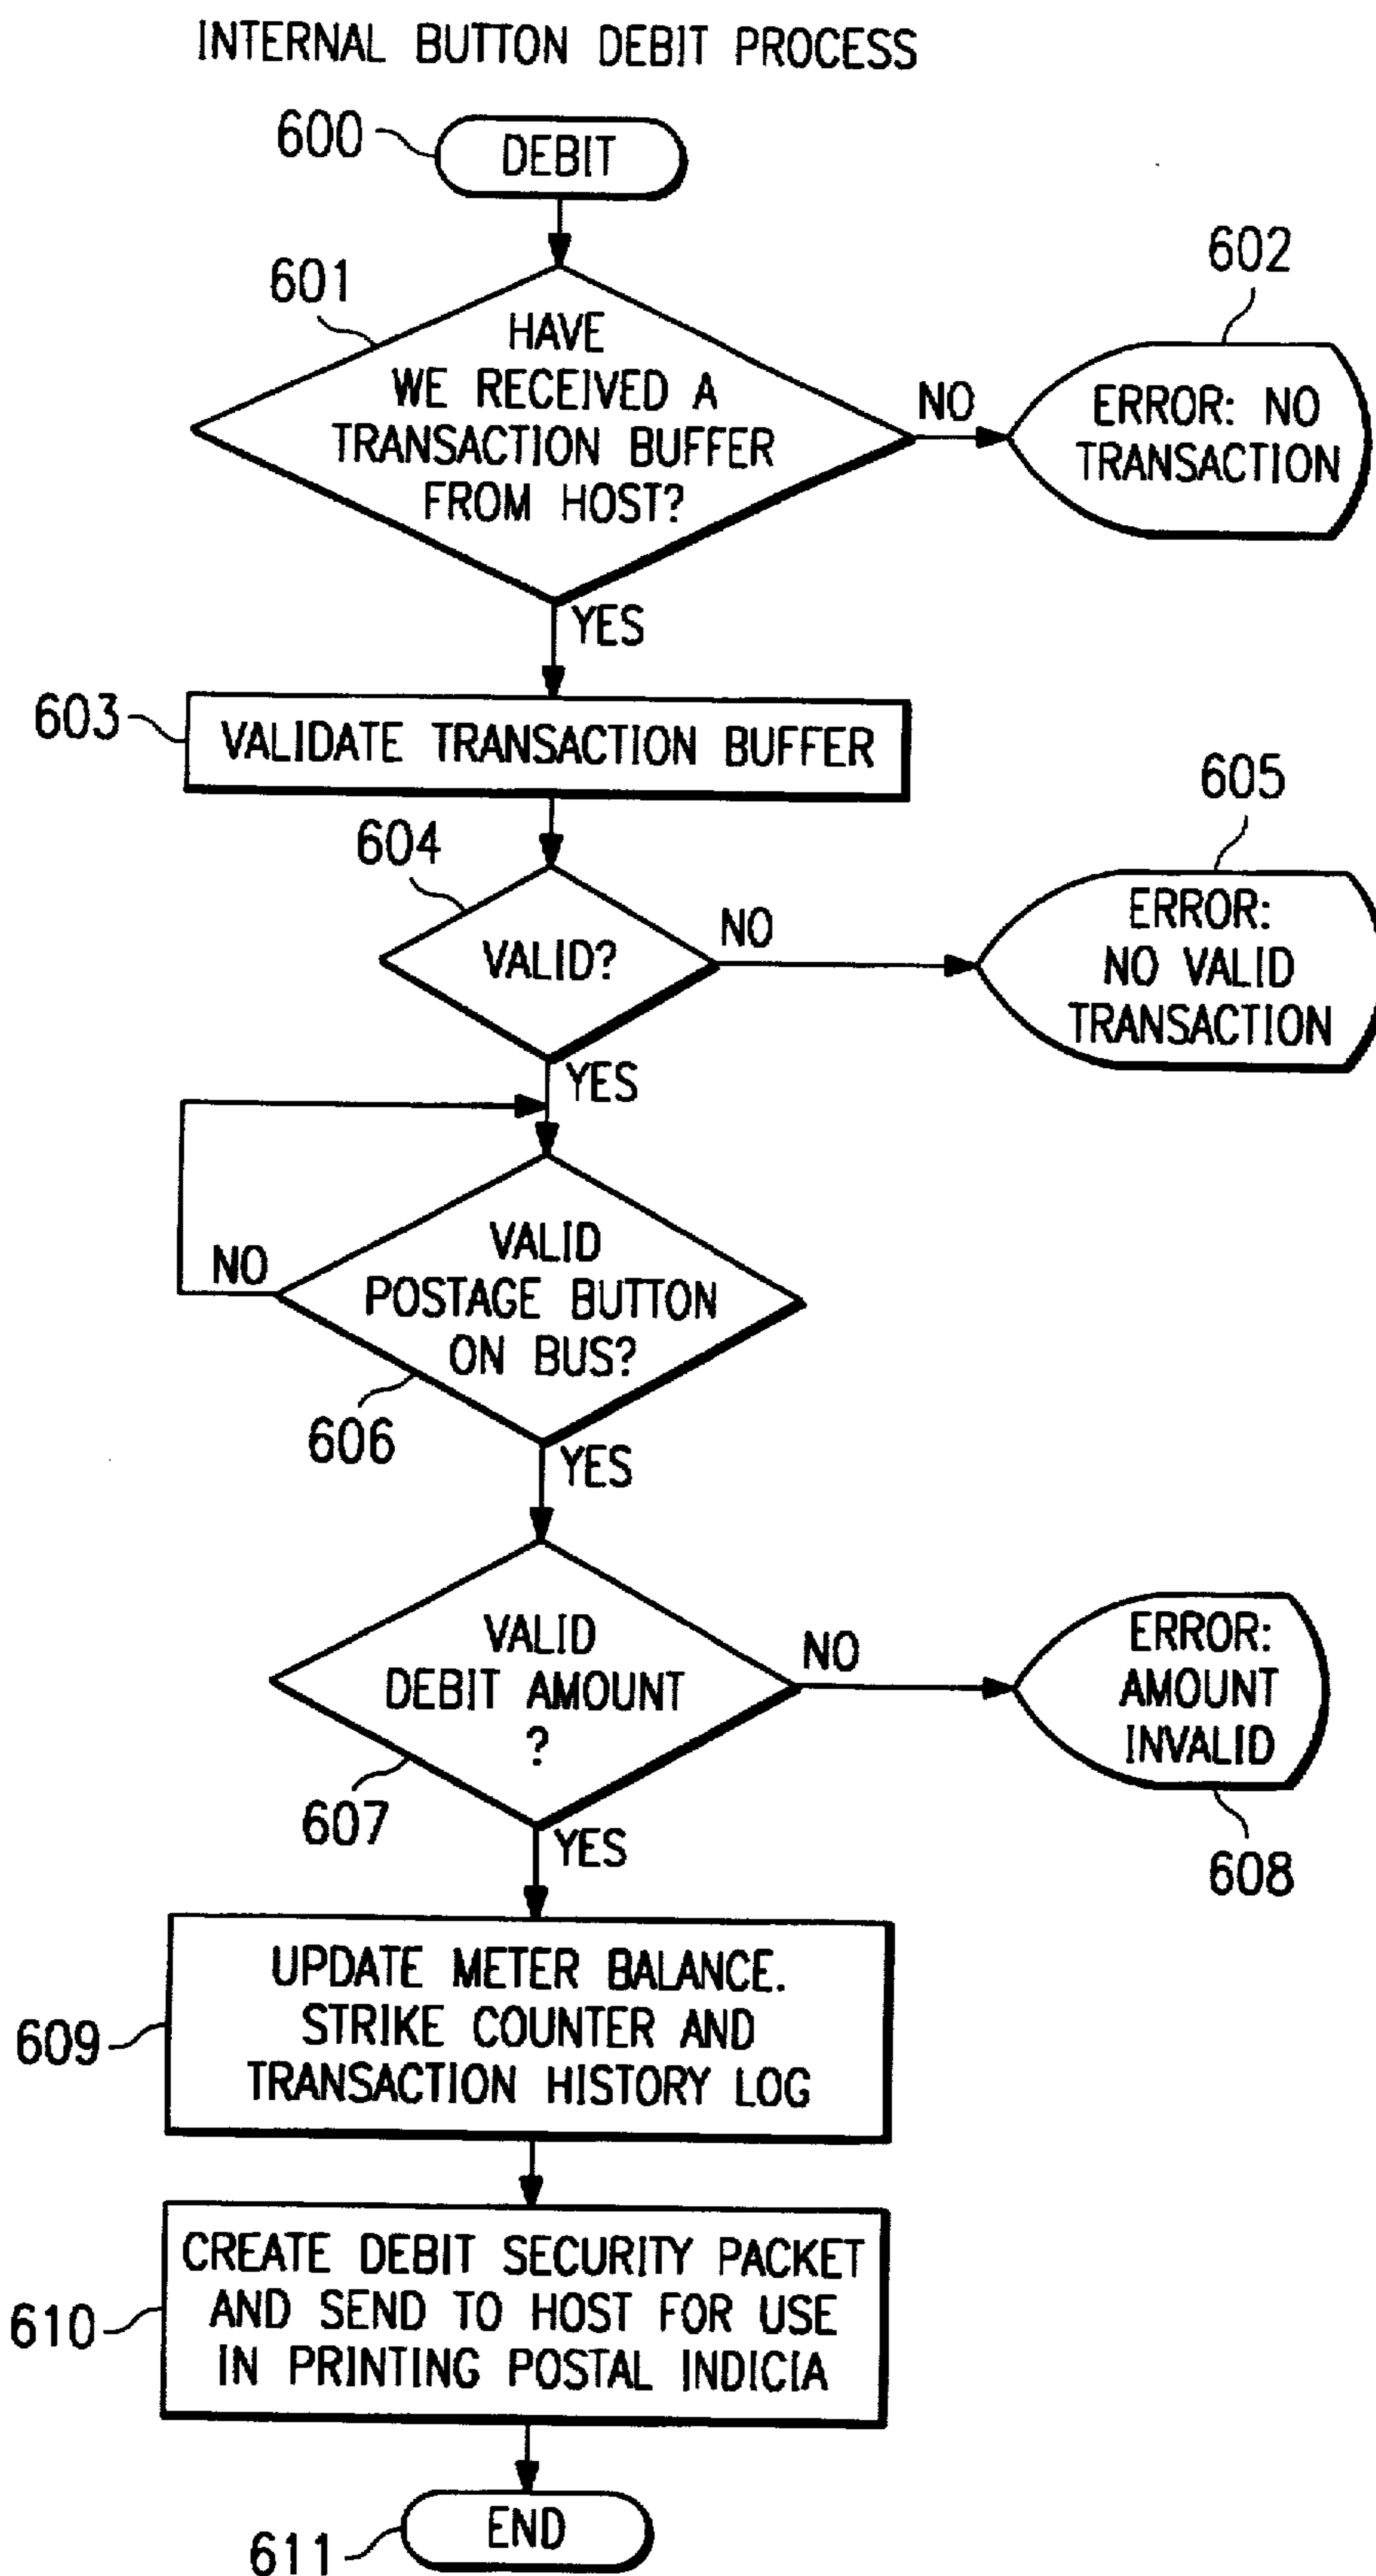 INTERNAL BUTTON DEBIT PROCESS
600
DEBIT
601
HAVE
WE RECEIVED A
TRANSACTION BUFFER
FROM HOST?
NO
602
ERROR: NO
TRANSACTION
YES
603
VALIDATE TRANSACTION BUFFER
604
VALID?
NO
605
ERROR:
NO VALID
TRANSACTION
YES
VALID
POSTAGE BUTTON
ON BUS?
NO
606
YES
VALID
DEBIT AMOUNT
?
607
NO
ERROR:
AMOUNT
INVALID
608
YES
609
UPDATE METER BALANCE.
STRIKE COUNTER AND
TRANSACTION HISTORY LOG
610
CREATE DEBIT SECURITY PACKET
AND SEND TO HOST FOR USE
IN PRINTING POSTAL INDICIA
611
END